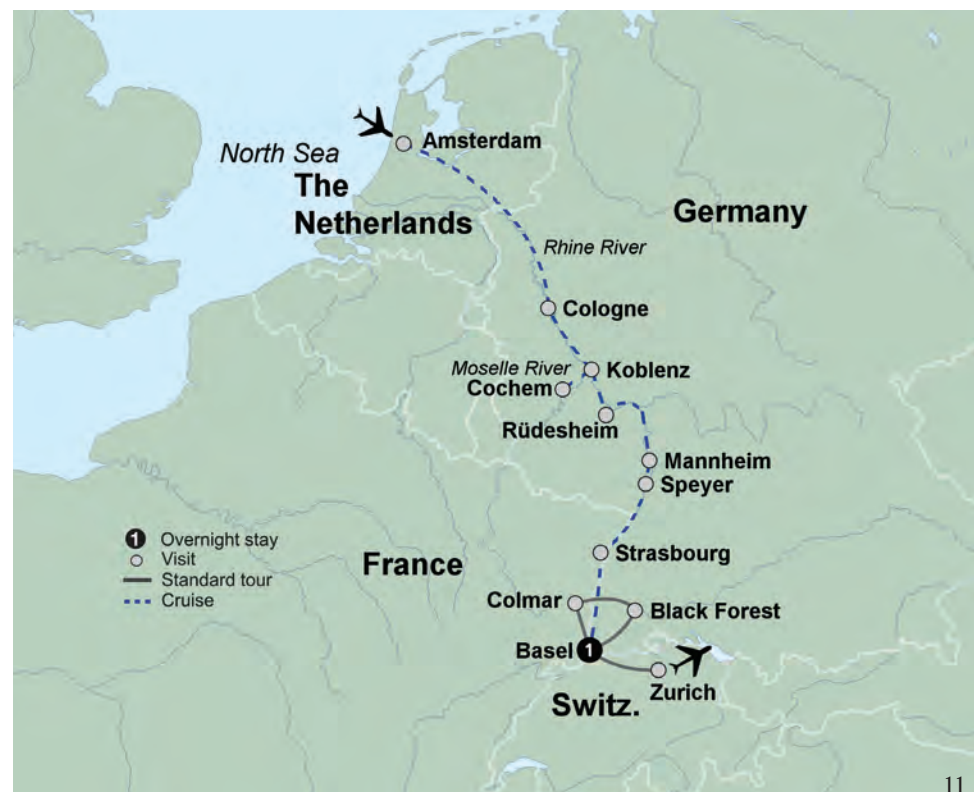 Amsterdam
North Sea
The
Netherlands
Germany
Rhine River
Cologne
Moselle River
Koblenz
Cochem
Rüdesheim
Mannheim
Speyer
1 Overnight stay
Visit
Standard tour
Cruise
France
Strasbourg
Colmar
Black Forest
Basel 1
Zurich
Switz.
11